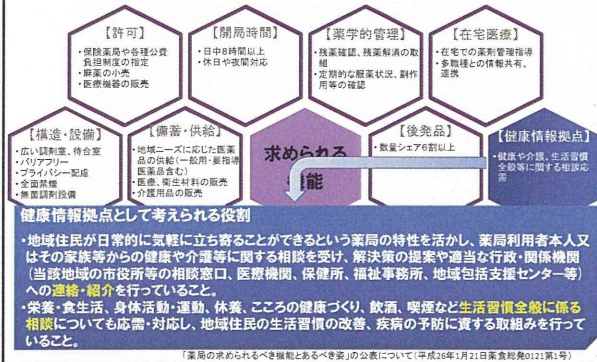 【許可】
・保険薬局や各種公費
負担制度の指定
・麻薬の小売
・医療機器の販売
【開局時間】
・日中8時間以上
・休日や夜間対応
【薬学的管理】
・残薬確認、残薬解消の取
組
・定期的な服薬状況、副作
用等の確認
【在宅医療】
・在宅での薬剤管理指導
・多職種との情報共有、
連携
【構造・設備】
・広い調剤室、待合室
・バリアフリー
・プライバシー配慮
・全面禁煙
・無菌調剤設備
【備蓄・供給】
・地域ニーズに応じた医薬
品の供給(一般用・要指導
医薬品含む)
・医療、衛生材料の販売
・介護用品の販売
求められる
機能
【後発品】
・数量シェア6割以上
【健康情報拠点】
・健康や介護、生活習慣
全般等に関する相談応
需
健康情報拠点として考えられる役割
・地域住民が日常的に気軽に立ち寄ることができるという薬局の特性を活かし、薬局利用者本人又
はその家族等からの健康や介護等に関する相談を受け、解決策の提案や適当な行政・関係機関
(当該地域の市役所等の相談窓口、医療機関、保健所、福祉事務所、地域包括支援センター等)
への連絡・紹介を行っていること。
・栄養・食生活、身体活動・運動、休養、こころの健康づくり、飲酒、喫煙など生活習慣全般に係る
相談についても応需・対応し、地域住民の生活習慣の改善、疾病の予防に資する取組みを行って
いること。
「薬局の求められるべき機能とあるべき姿」の公表について(平成26年1月21日薬食総発0121第1号)